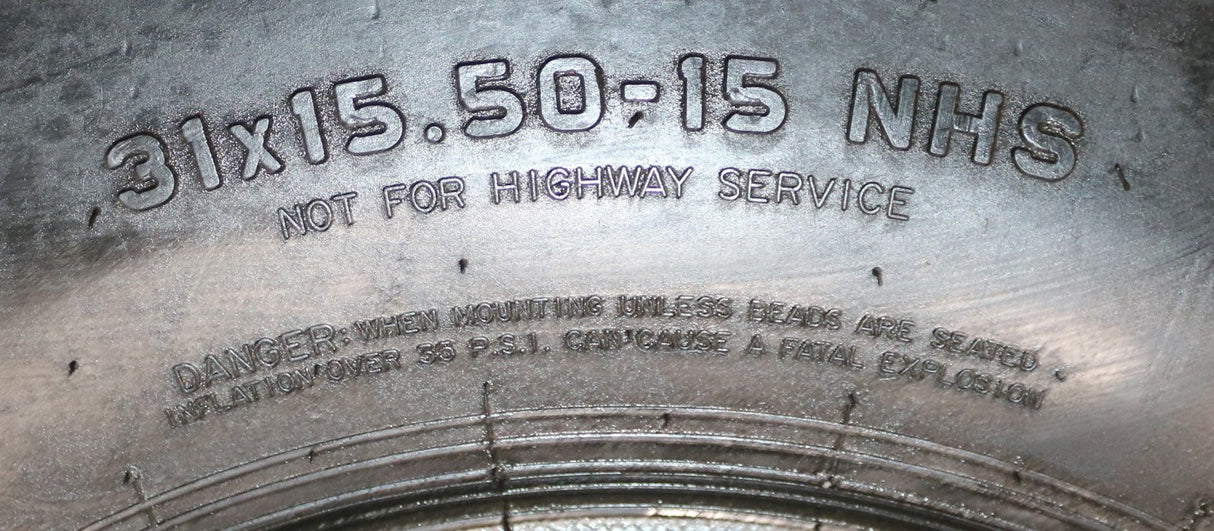 31x15.50-15 NHS
NOT FOR HIGHWAY SERVICE
DANGER: WHEN MOUNTING UNLESS BEADS ARE SEATED
INFLATION OVER 35 P.S.I. CAN CAUSE A FATAL EXPLOSION